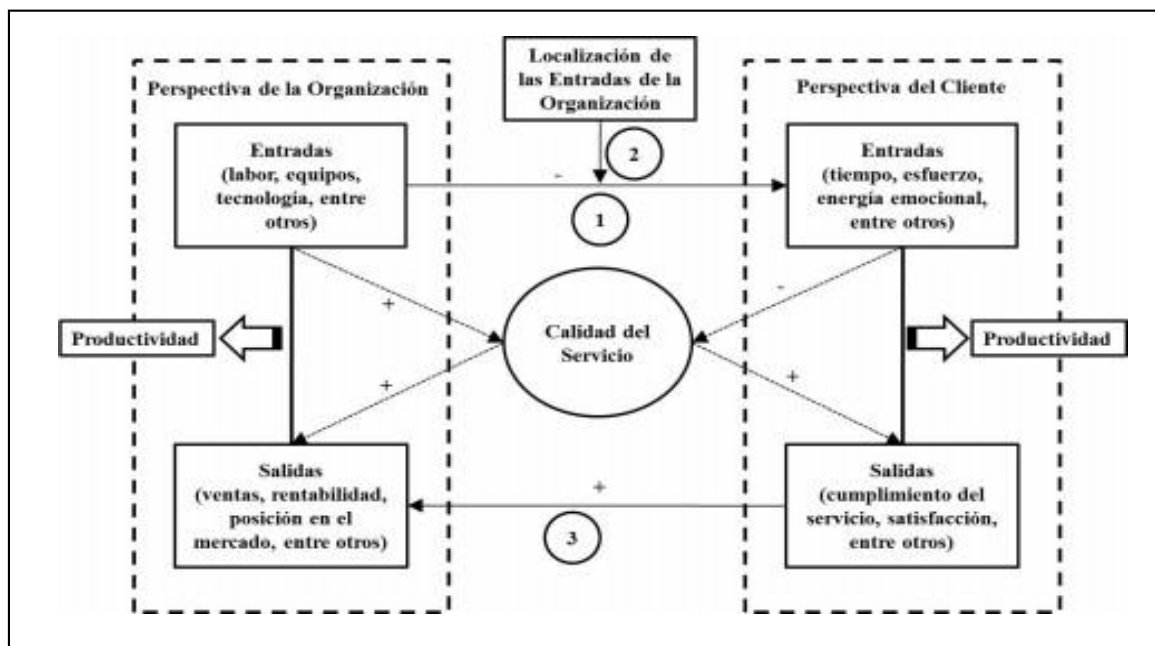 Localización de
las Entradas de la
Organización
Perspectiva de la Organización
Perspectiva del Cliente
Entradas
(labor, equipos,
tecnología, entre
otros)
2
-
1
Entradas
(tiempo, esfuerzo,
energía emocional,
entre otros)
+
-
Productividad
Calidad del
Servicio
Productividad
+
+
Salidas
(ventas, rentabilidad,
posición en el
mercado, entre otros)
+
3
Salidas
(cumplimiento del
servicio, satisfacción,
entre otros)